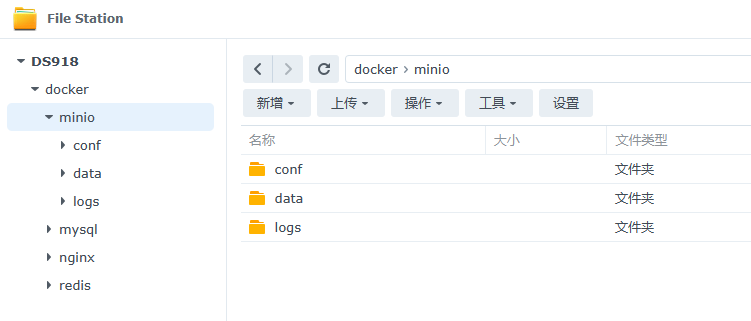 File Station
DS918
docker
minio
conf
data
logs
mysql
nginx
redis
docker › minio
新增 上传 操作 工具 设置
名称 大小 文件类型
conf 文件夹
data 文件夹
logs 文件夹